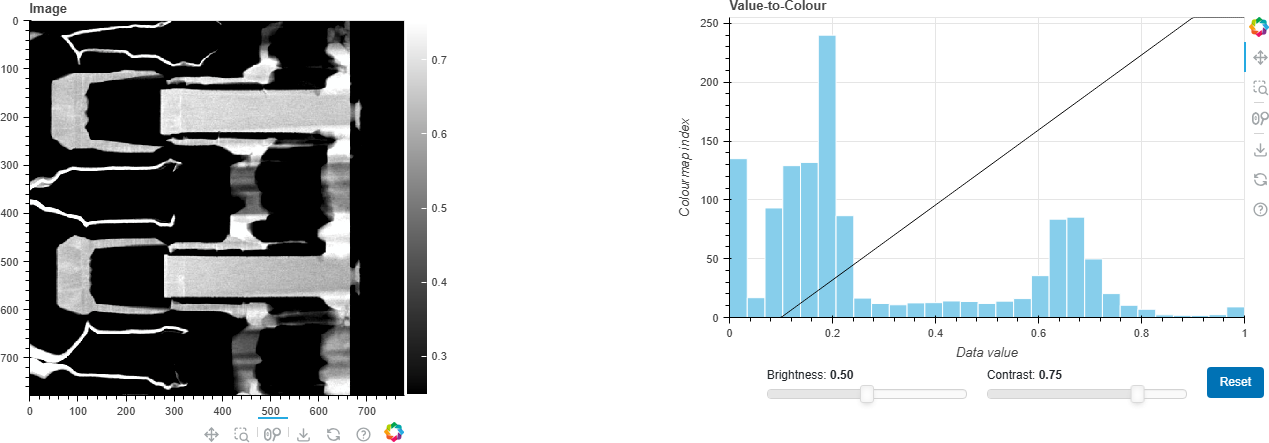 Image
0
100
200
300
400
500
600
700
0 100 200 300 400 500 600 700
0.7
0.6
0.5
0.4
0.3
Value-to-Colour
Colour map index
250
200
150
100
50
0
0 0.2 0.4 0.6 0.8 1
Data value
Brightness: 0.50
Contrast: 0.75
Reset